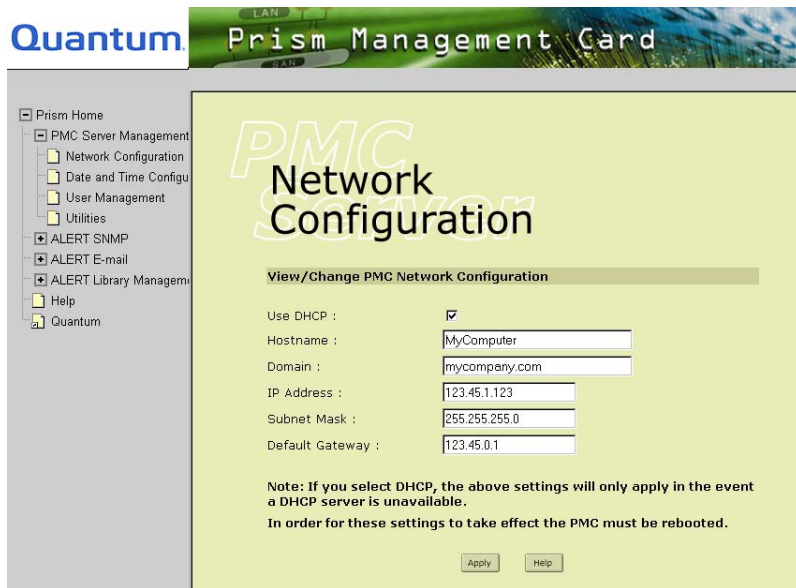 Quantum.
LAN
Prism Management Card
SAN
Prism Home
PMC Server Management
Network Configuration
Date and Time Configu
User Management
Utilities
ALERT SNMP
ALERT E-mail
ALERT Library Managem
Help
Quantum
PMC
Server
Network
Configuration
View/Change PMC Network Configuration
Use DHCP :
Hostname : MyComputer
Domain : mycompany.com
IP Address : 123.45.1.123
Subnet Mask : 255.255.255.0
Default Gateway : 123.45.0.1
Note: If you select DHCP, the above settings will only apply in the event
a DHCP server is unavailable.
In order for these settings to take effect the PMC must be rebooted.
Apply Help